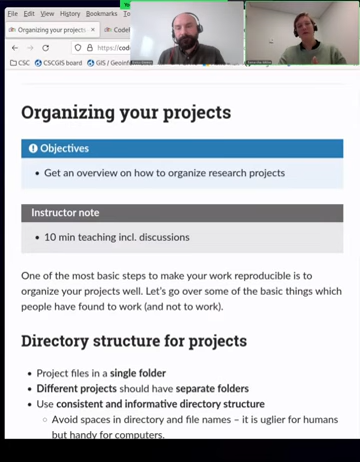 File Edit View History Bookmarks To
Organizing your projects
CodeR
https://cod
CSC
CSCGIS board
GIS / Geoinf
Organizing your projects
Objectives
Get an overview on how to organize research projects
Instructor note
10 min teaching incl. discussions
One of the most basic steps to make your work reproducible is to
organize your projects well. Let's go over some of the basic things which
people have found to work (and not to work).
Directory structure for projects
Project files in a single folder
Different projects should have separate folders
Use consistent and informative directory structure
Avoid spaces in directory and file names – it is uglier for humans
but handy for computers.